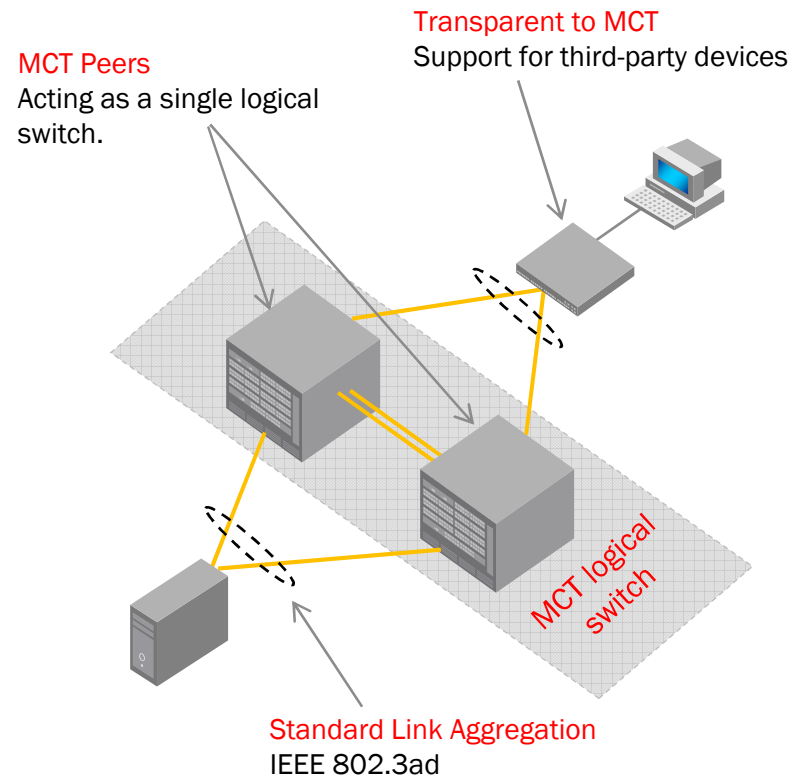 Transparent to MCT
Support for third-party devices
MCT Peers
Acting as a single logical
switch.
MCT logical
switch
Standard Link Aggregation
IEEE 802.3ad